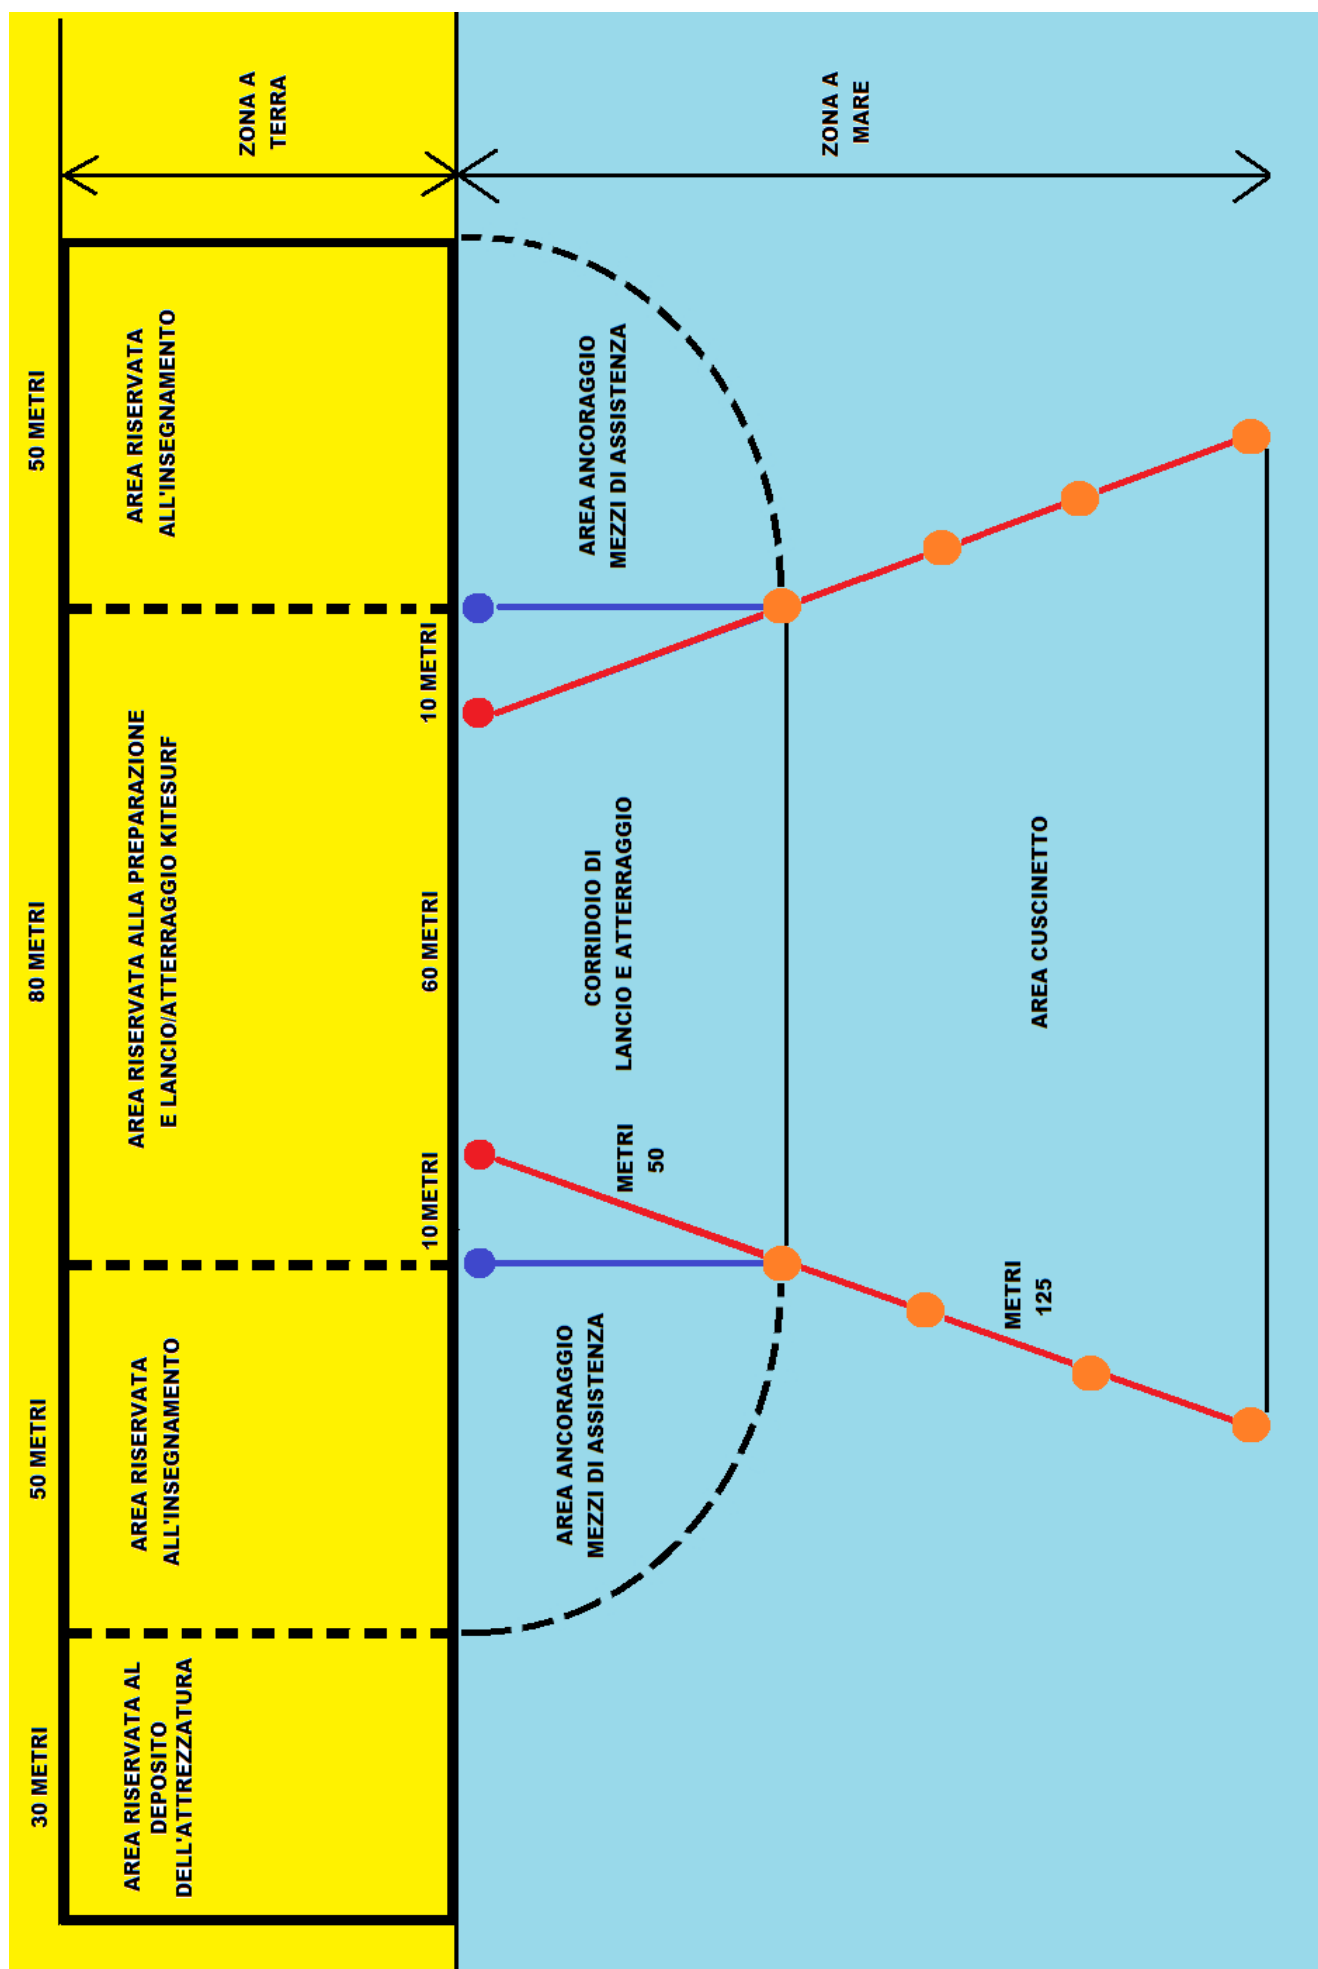 30 METRI
50 METRI
80 METRI
50 METRI
AREA RISERVATA AL
DEPOSITO
DELL'ATTREZZATURA
AREA RISERVATA
ALL'INSEGNAMENTO
AREA RISERVATA ALLA PREPARAZIONE
E LANCIO/ATTERRAGGIO KITESURF
AREA RISERVATA
ALL'INSEGNAMENTO
ZONA A
TERRA
10 METRI
60 METRI
10 METRI
AREA ANCORAGGIO
MEZZI DI ASSISTENZA
METRI
50
CORRIDOIO DI
LANCIO E ATTERRAGGIO
AREA ANCORAGGIO
MEZZI DI ASSISTENZA
ZONA A
MARE
METRI
125
AREA CUSCINETTO